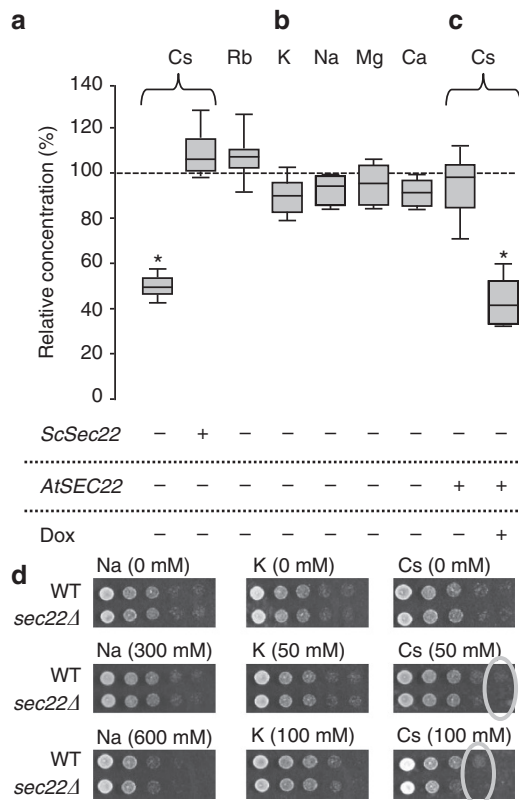 a b c
Cs Rb K Na Mg Ca Cs
140
120
100
80
60
40
20
0
Relative concentration (%)
* *
ScSec22 – + – – – – – – –
AtSEC22 – – – – – – – + +
Dox – – – – – – – – +
d
Na (0 mM) K (0 mM) Cs (0 mM)
WT
sec22Δ
Na (300 mM) K (50 mM) Cs (50 mM)
WT
sec22Δ
Na (600 mM) K (100 mM) Cs (100 mM)
WT
sec22Δ